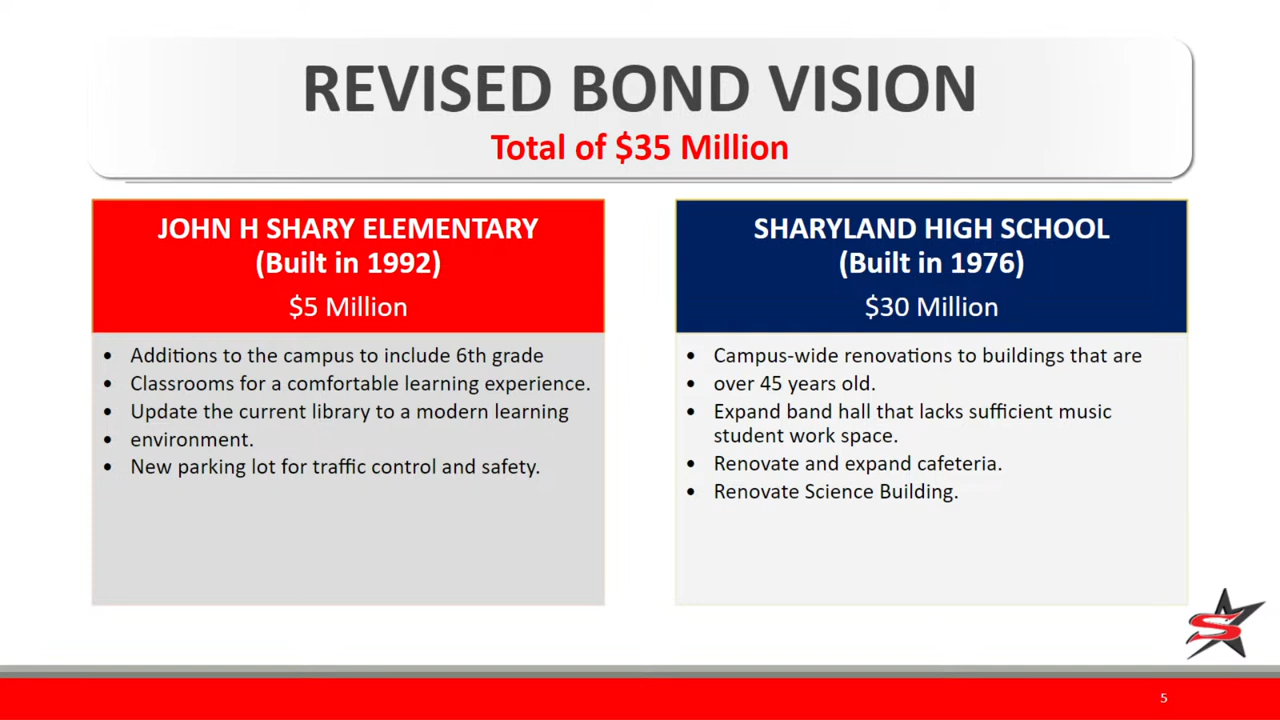 REVISED BOND VISION
Total of $35 Million
JOHN H SHARY ELEMENTARY
(Built in 1992)
$5 Million
• Additions to the campus to include 6th grade
• Classrooms for a comfortable learning experience.
• Update the current library to a modern learning
• environment.
• New parking lot for traffic control and safety.
SHARYLAND HIGH SCHOOL
(Built in 1976)
$30 Million
• Campus-wide renovations to buildings that are
• over 45 years old.
• Expand band hall that lacks sufficient music
student work space.
• Renovate and expand cafeteria.
• Renovate Science Building.
S
5